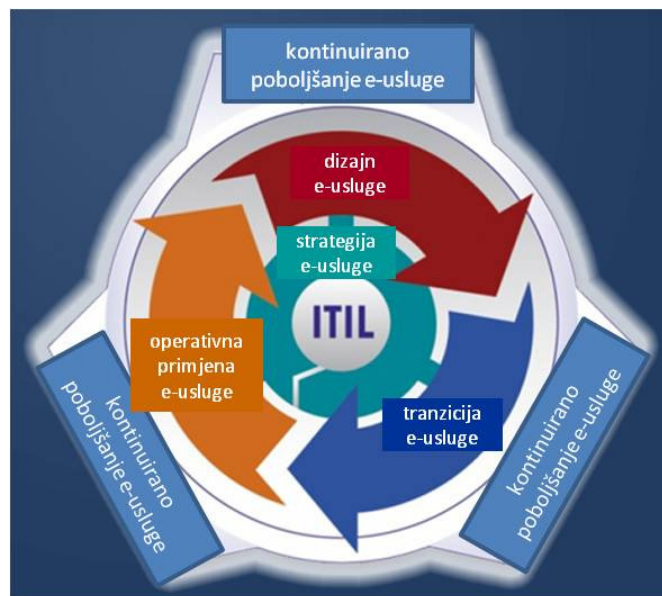 kontinuirano
poboljšanje e-usluge
dizajn
e-usluge
strategija
e-usluge
ITIL
operativna
primjena
e-usluge
tranzicija
e-usluge
kontinuirano
poboljšanje e-usluge
kontinuirano
poboljšanje e-usluge